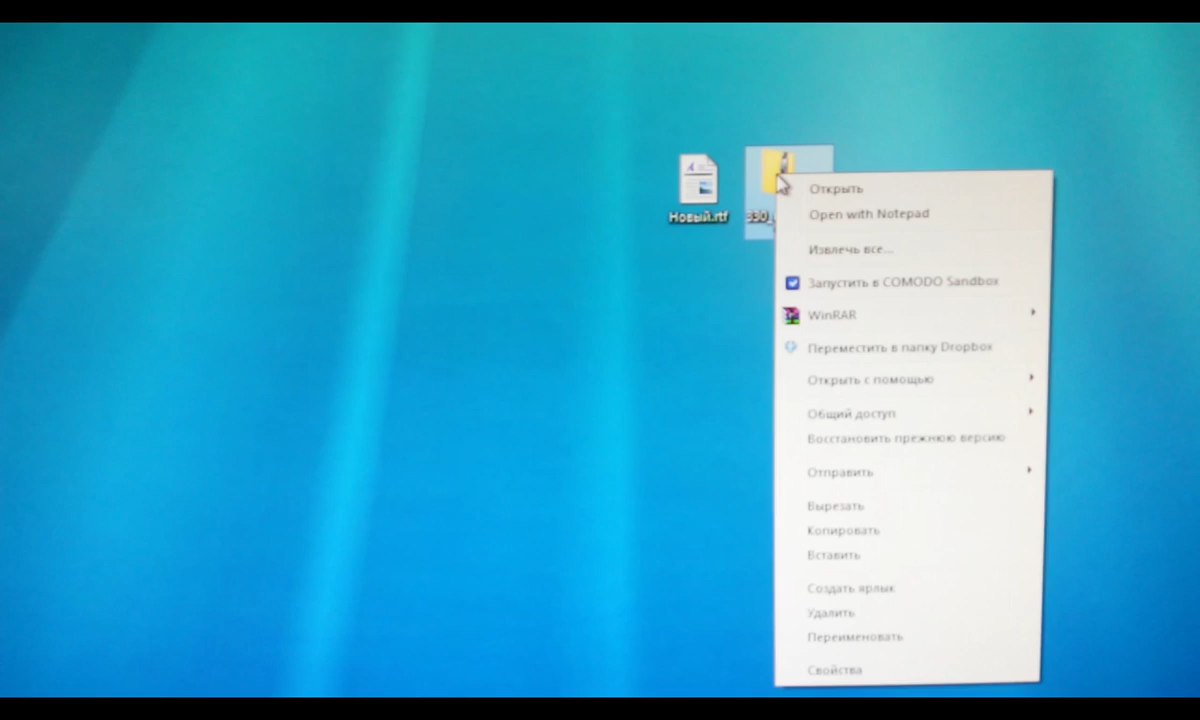 Новый.rtf
330_
Открыть
Open with Notepad
Извлечь все...
Запустить в COMODO Sandbox
WinRAR
Переместить в папку Dropbox
Открыть с помощью
Общий доступ
Восстановить прежнюю версию
Отправить
Вырезать
Копировать
Вставить
Создать ярлык
Удалить
Переименовать
Свойства